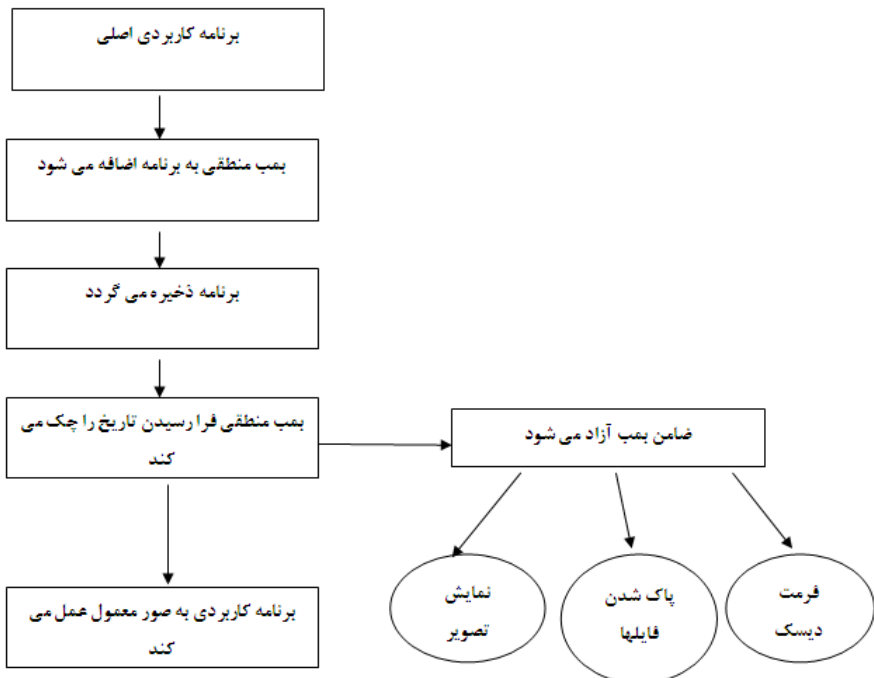 برنامه کاربردی اصلی
بمب منطقی به برنامه اضافه می شود
برنامه ذخیره می گردد
بمب منطقی فرا رسیدن تاریخ را چک می
کند
ضامن بمب آزاد می شود
نمایش
تصویر
پاک شدن
فایلها
فرمت
دیسک
برنامه کاربردی به صور معمول عمل می
کند